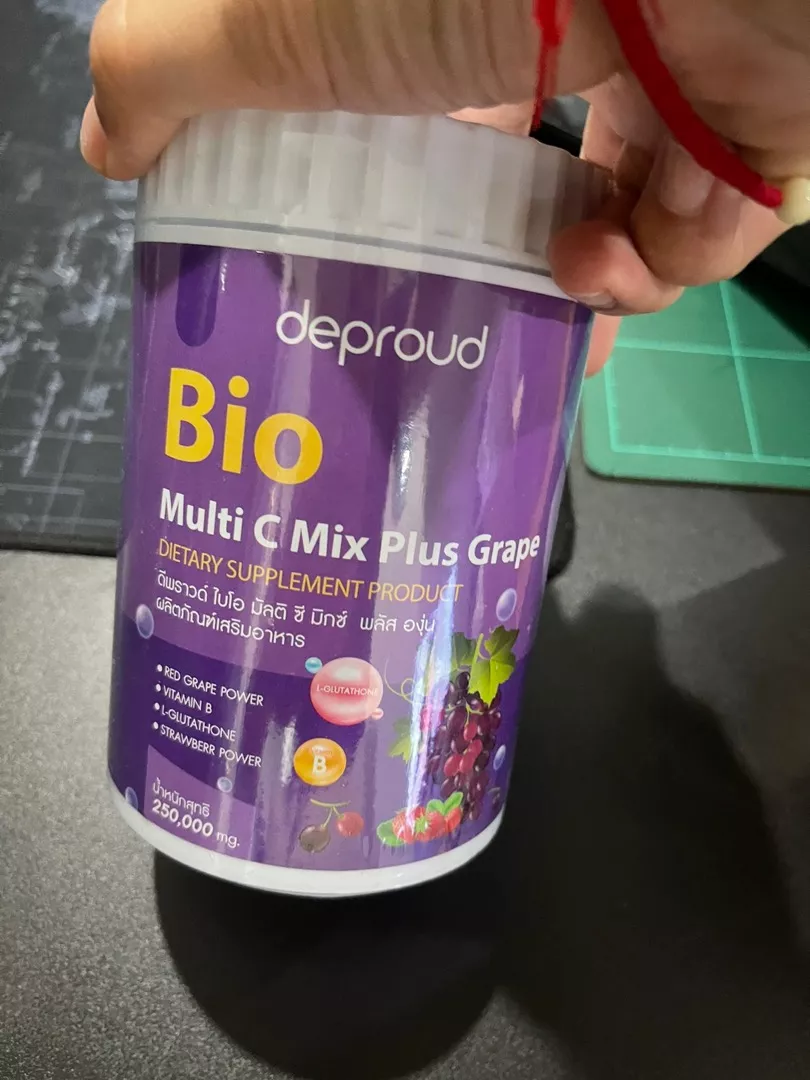 deproud
Bio
Multi C Mix Plus Grape
DIETARY SUPPLEMENT PRODUCT
ดีพราวด์ ไบโอ มัลติ ซี มิกซ์ พลัส องุ่น
ผลิตภัณฑ์เสริมอาหาร
• RED GRAPE POWER
• VITAMIN B
• L-GLUTATHONE
• STRAWBERR POWER
L-GLUTATHONE
B
น้ำหนักสุทธิ
250,000 mg.